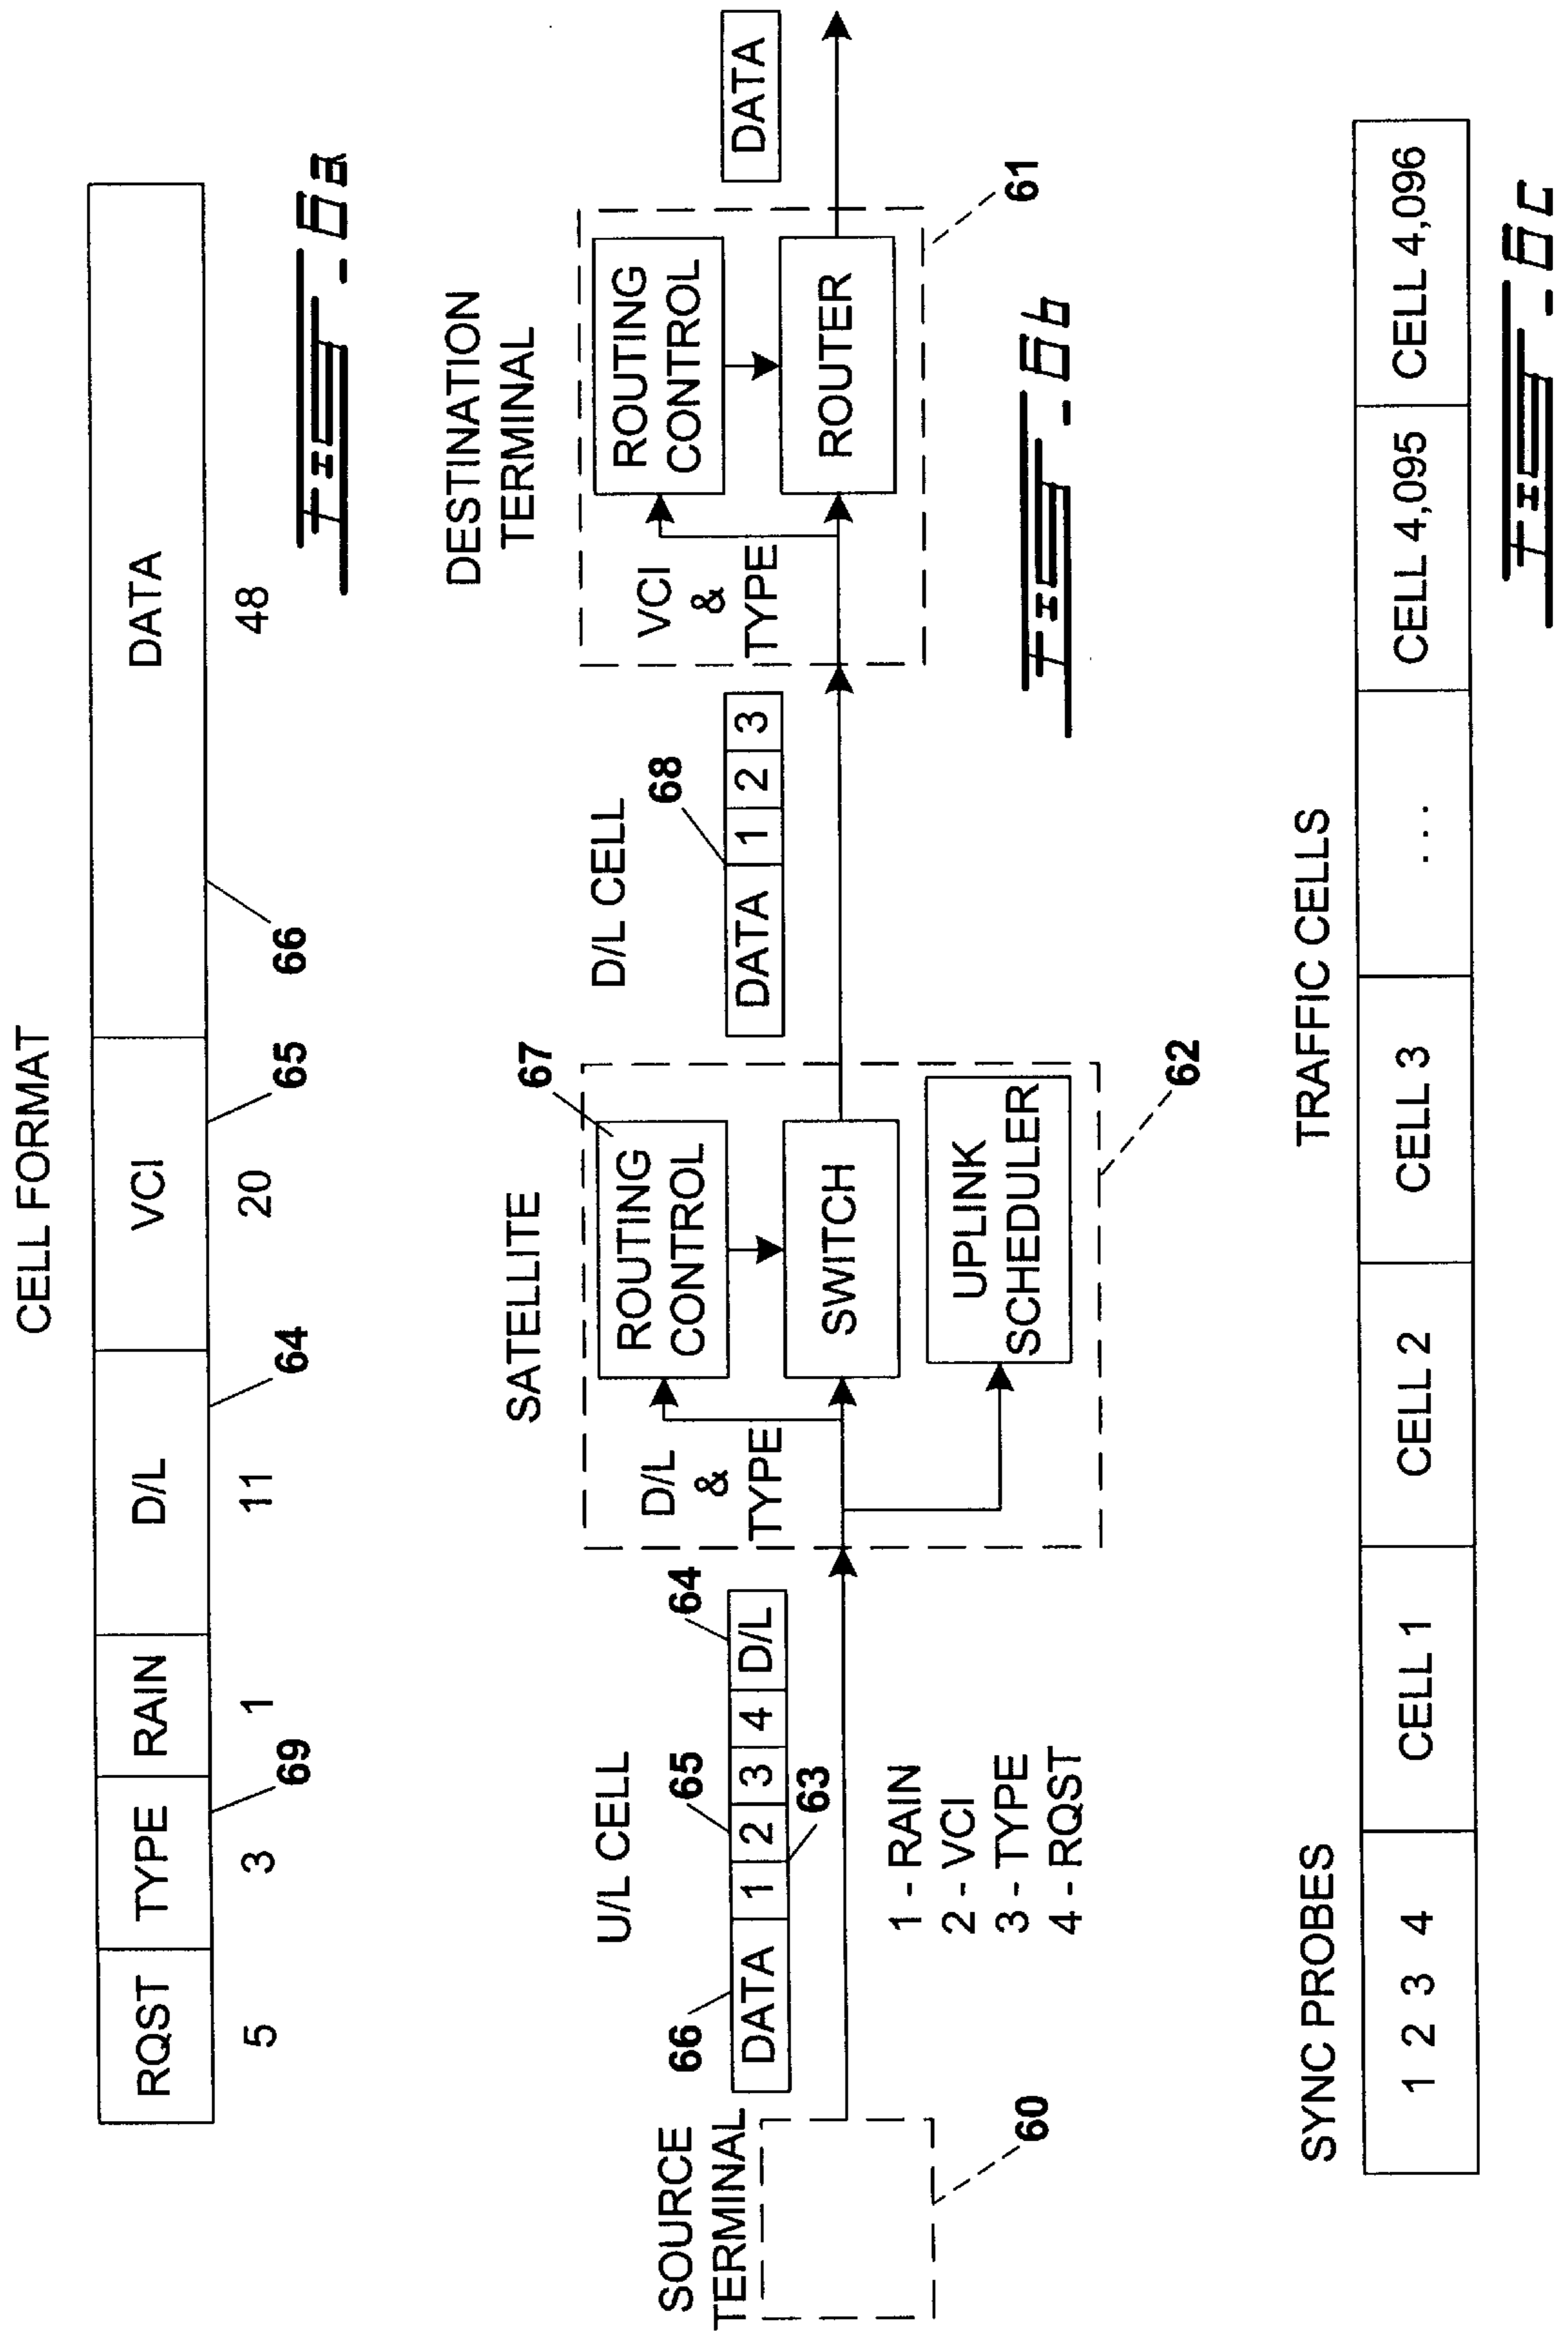 CELL FORMAT
RQST TYPE RAIN D/L VCI DATA
5 3 1 11 20 48
69 64 65 66
FIG - 6a
SOURCE
TERMINAL
60
U/L CELL
66 65 64
DATA 1 2 3 4 D/L
63
1 - RAIN
2 - VCI
3 - TYPE
4 - RQST
SATELLITE
67
D/L
&
TYPE
ROUTING
CONTROL
SWITCH
UPLINK
SCHEDULER
62
D/L CELL
68
DATA 1 2 3
DESTINATION
TERMINAL
VCI
&
TYPE
ROUTING
CONTROL
ROUTER
61
DATA
FIG - 6b
SYNC PROBES TRAFFIC CELLS
1 2 3 4 CELL 1 CELL 2 CELL 3 ... CELL 4,095 CELL 4,096
FIG - 6c